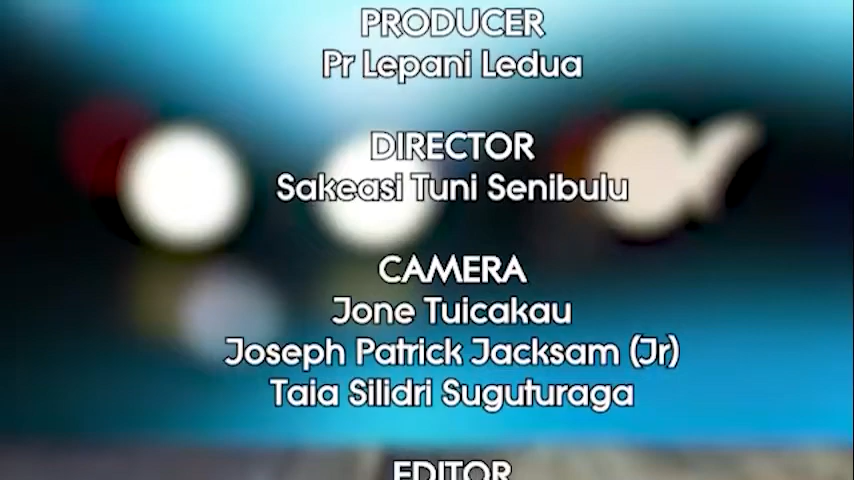 PRODUCER
Pr Lepani Ledua
DIRECTOR
Sakeasi Tuni Senibulu
CAMERA
Jone Tuicakau
Joseph Patrick Jacksam (Jr)
Taia Silidri Suguturaga
EDITOR